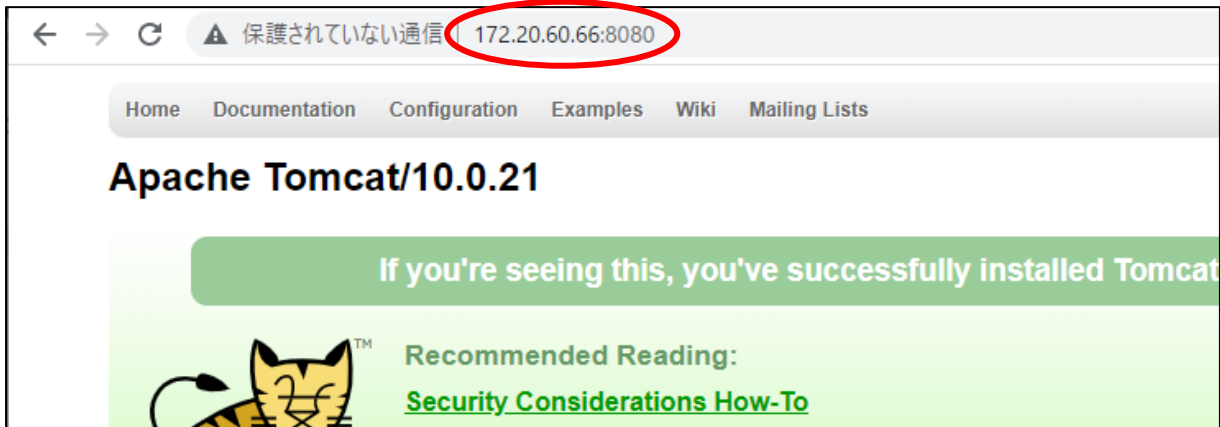 保護されていない通信 | 172.20.60.66:8080
Home Documentation Configuration Examples Wiki Mailing Lists
Apache Tomcat/10.0.21
If you're seeing this, you've successfully installed Tomcat
TM
Recommended Reading:
Security Considerations How-To